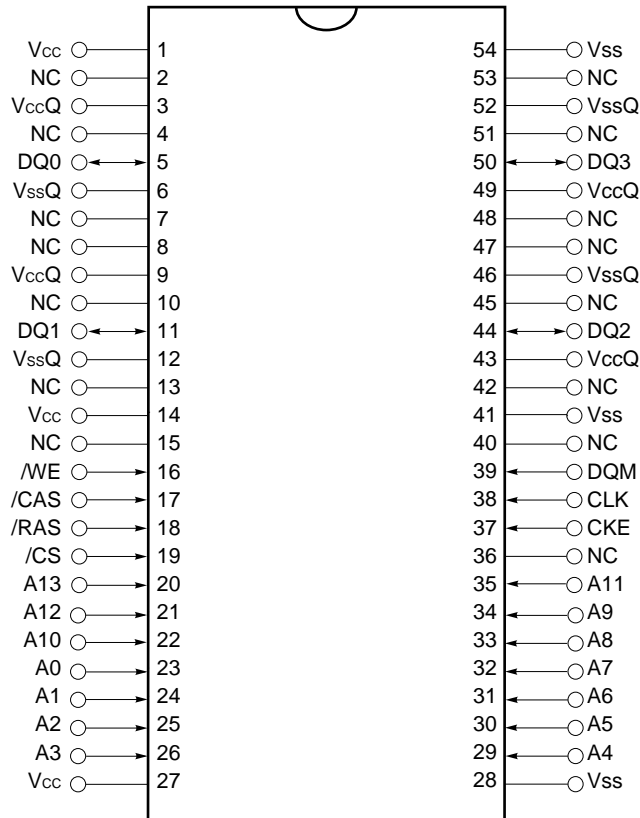 Vcc 1 54 Vss
NC 2 53 NC
VccQ 3 52 VssQ
NC 4 51 NC
DQ0 5 50 DQ3
VssQ 6 49 VccQ
NC 7 48 NC
NC 8 47 NC
VccQ 9 46 VssQ
NC 10 45 NC
DQ1 11 44 DQ2
VssQ 12 43 VccQ
NC 13 42 NC
Vcc 14 41 Vss
NC 15 40 NC
/WE 16 39 DQM
/CAS 17 38 CLK
/RAS 18 37 CKE
/CS 19 36 NC
A13 20 35 A11
A12 21 34 A9
A10 22 33 A8
A0 23 32 A7
A1 24 31 A6
A2 25 30 A5
A3 26 29 A4
Vcc 27 28 Vss